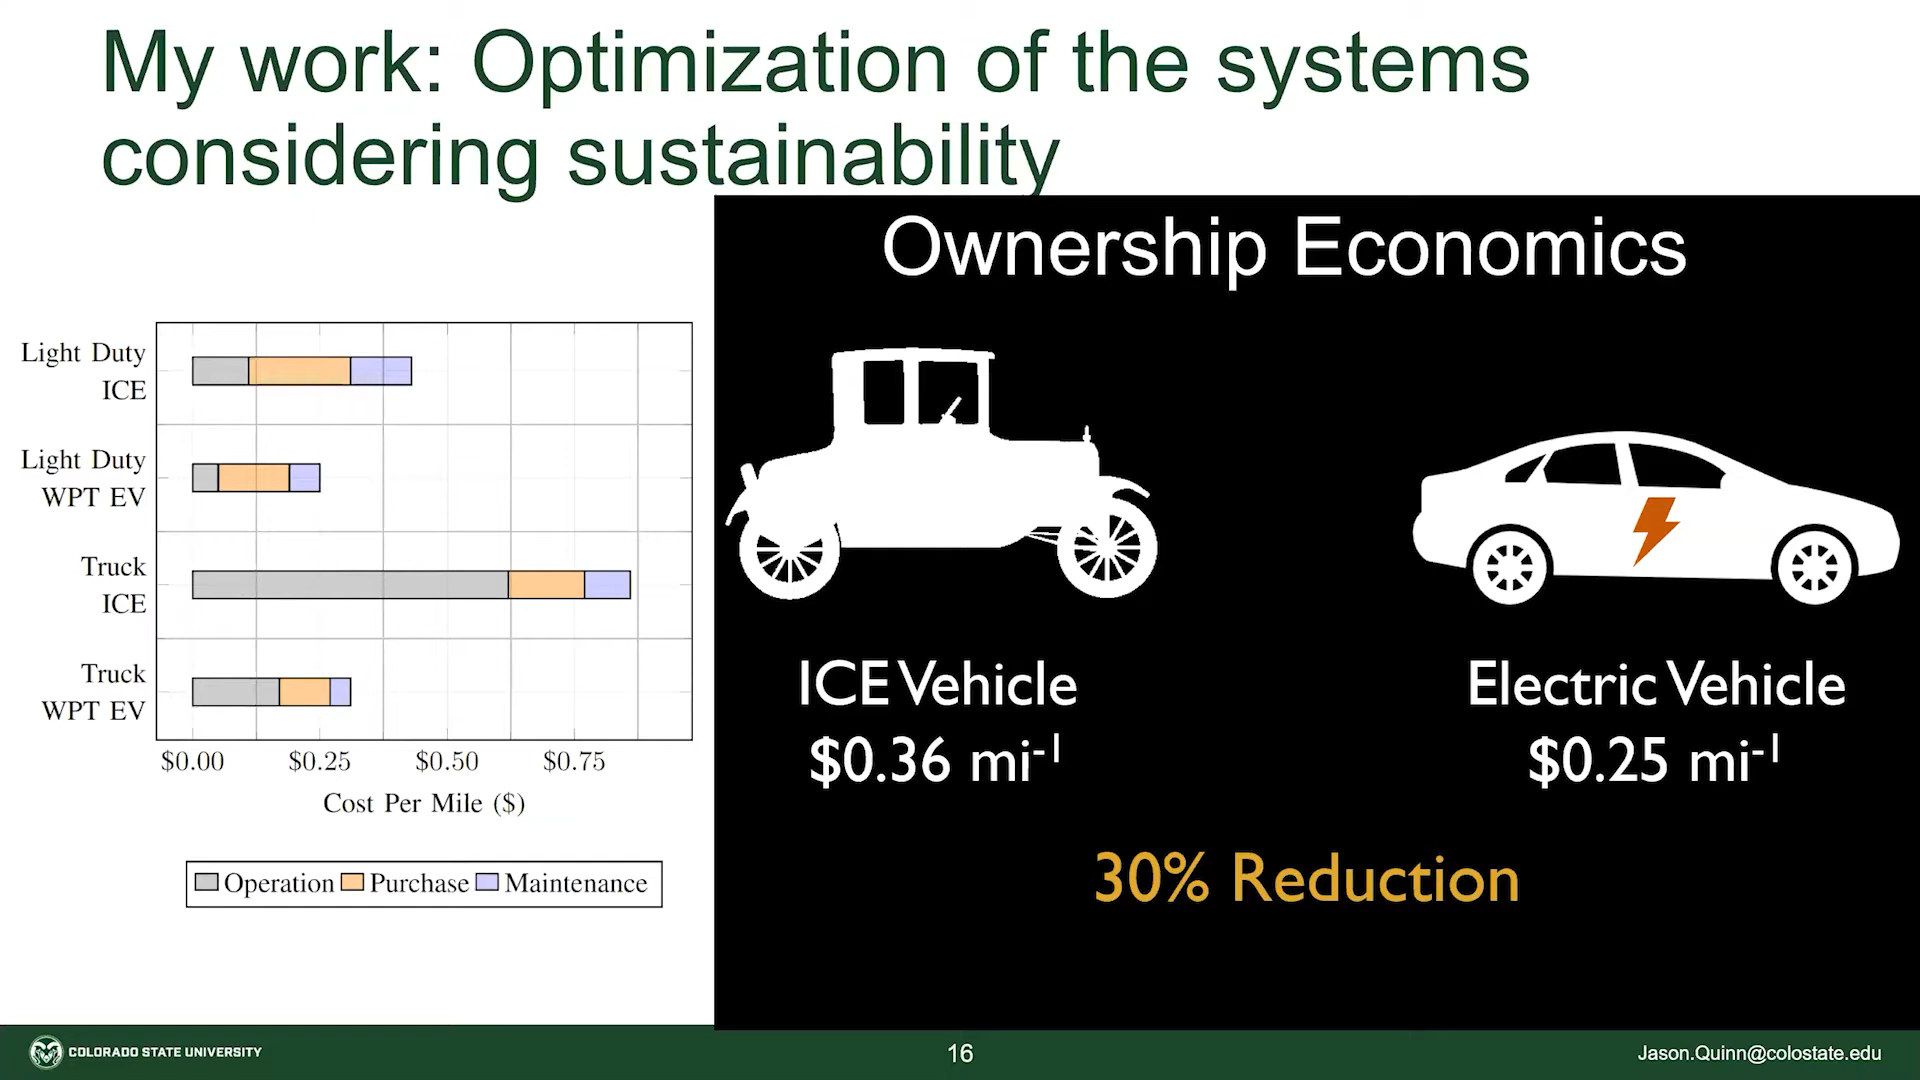 My work: Optimization of the systems
considering sustainability
Light Duty
ICE
Light Duty
WPT EV
Truck
ICE
Truck
WPT EV
$0.00 $0.25 $0.50 $0.75
Cost Per Mile ($)
Operation Purchase Maintenance
Ownership Economics
ICE Vehicle
$0.36 mi⁻¹
Electric Vehicle
$0.25 mi⁻¹
30% Reduction
COLORADO STATE UNIVERSITY
16
Jason.Quinn@colostate.edu